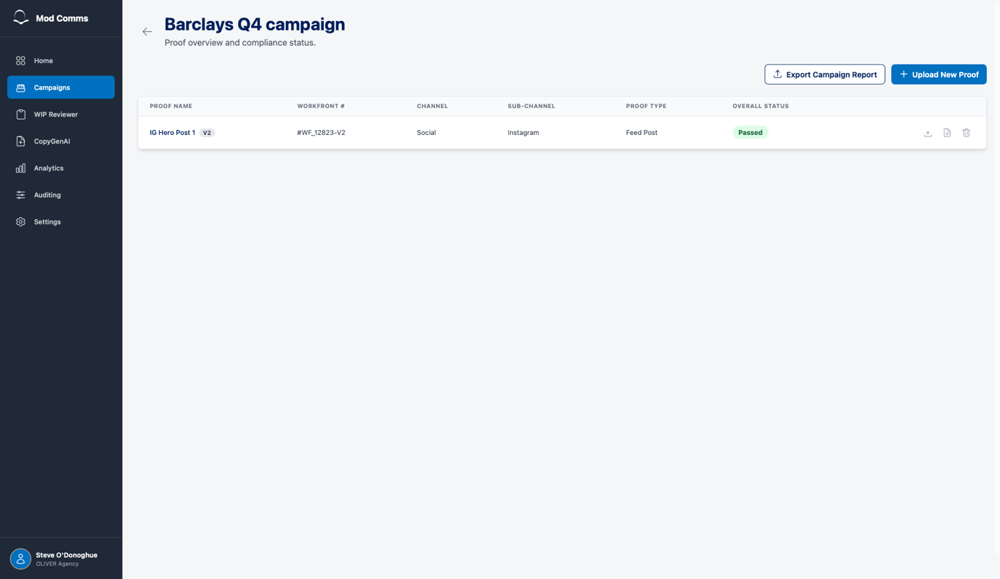 Mod Comms
Home
Campaigns
WIP Reviewer
CopyGenAI
Analytics
Auditing
Settings
Steve O'Donoghue
OLIVER Agency
Barclays Q4 campaign
Proof overview and compliance status.
Export Campaign Report
Upload New Proof
PROOF NAME WORKFRONT # CHANNEL SUB-CHANNEL PROOF TYPE OVERALL STATUS
IG Hero Post 1 V2 #WF_12823-V2 Social Instagram Feed Post Passed